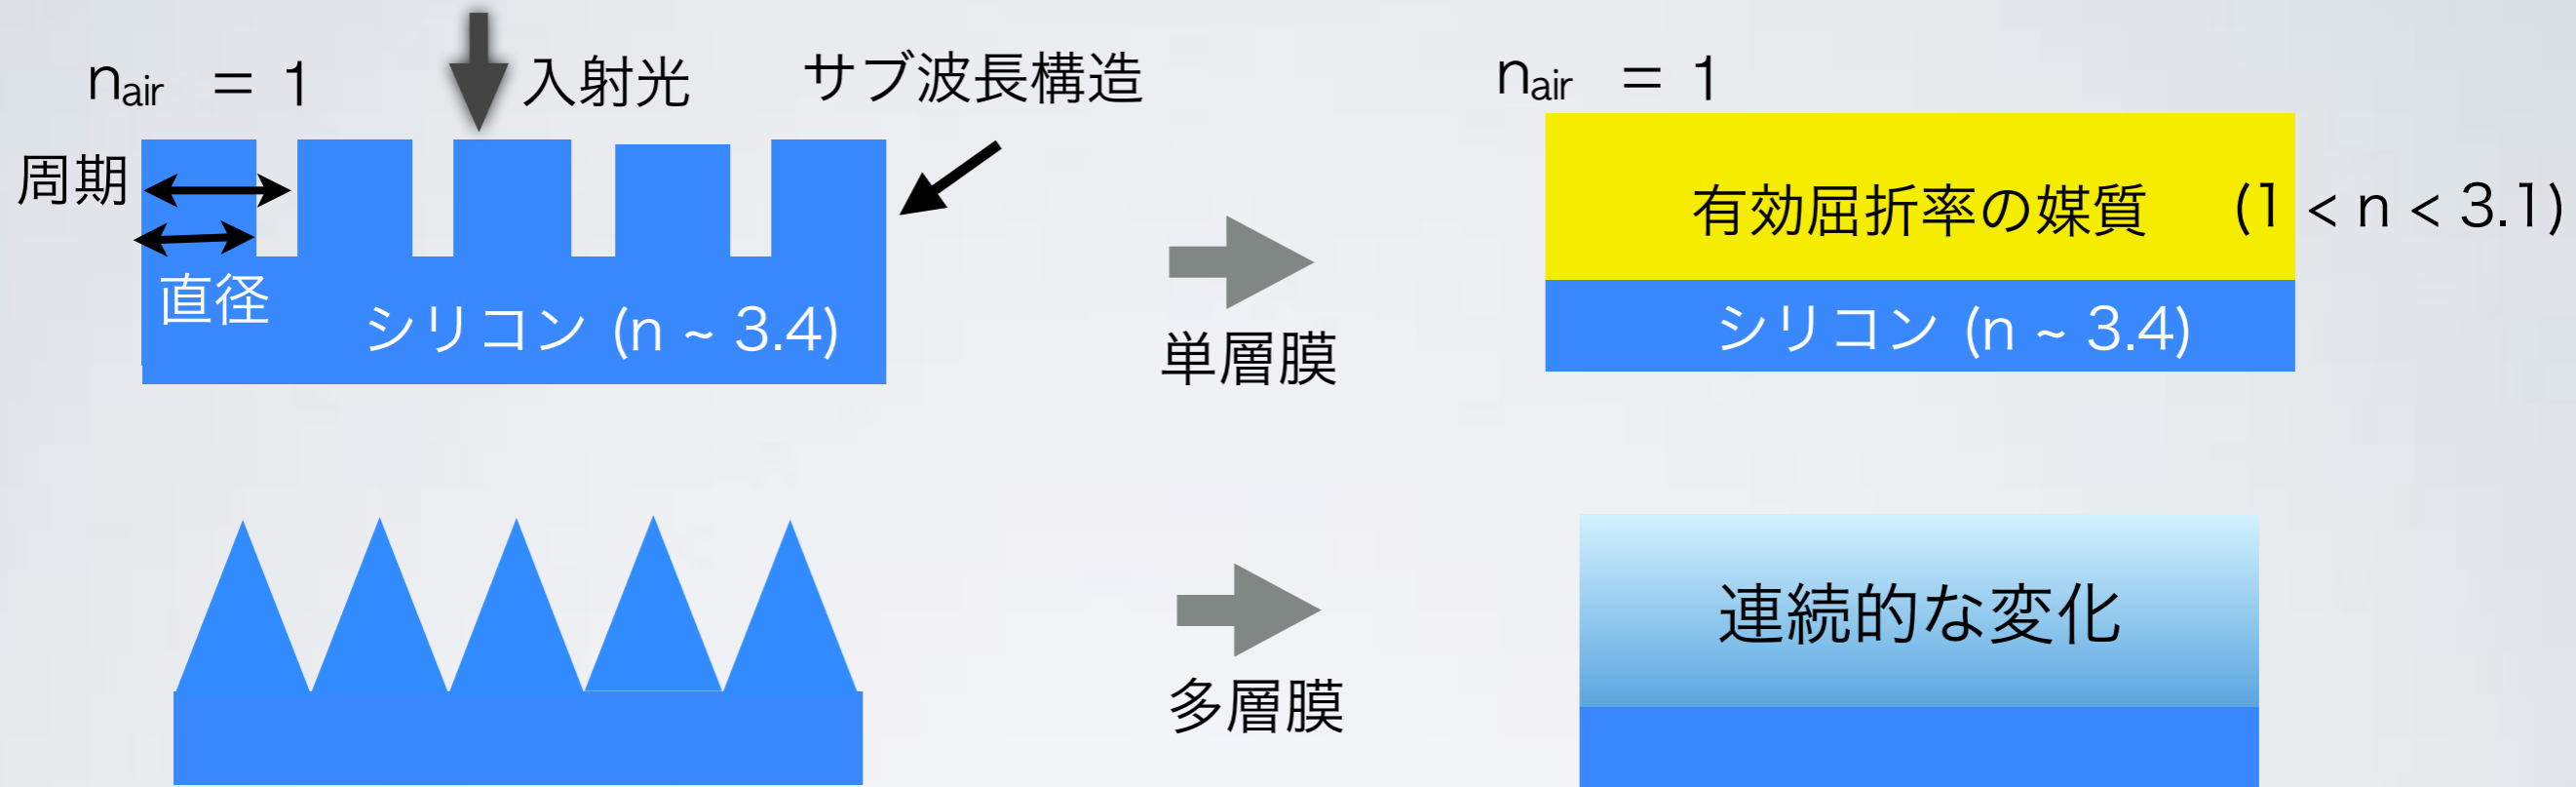 nair = 1
入射光
サブ波長構造
周期
直径
シリコン (n ~ 3.4)
単層膜
nair = 1
有効屈折率の媒質 (1 < n < 3.1)
シリコン (n ~ 3.4)
多層膜
連続的な変化